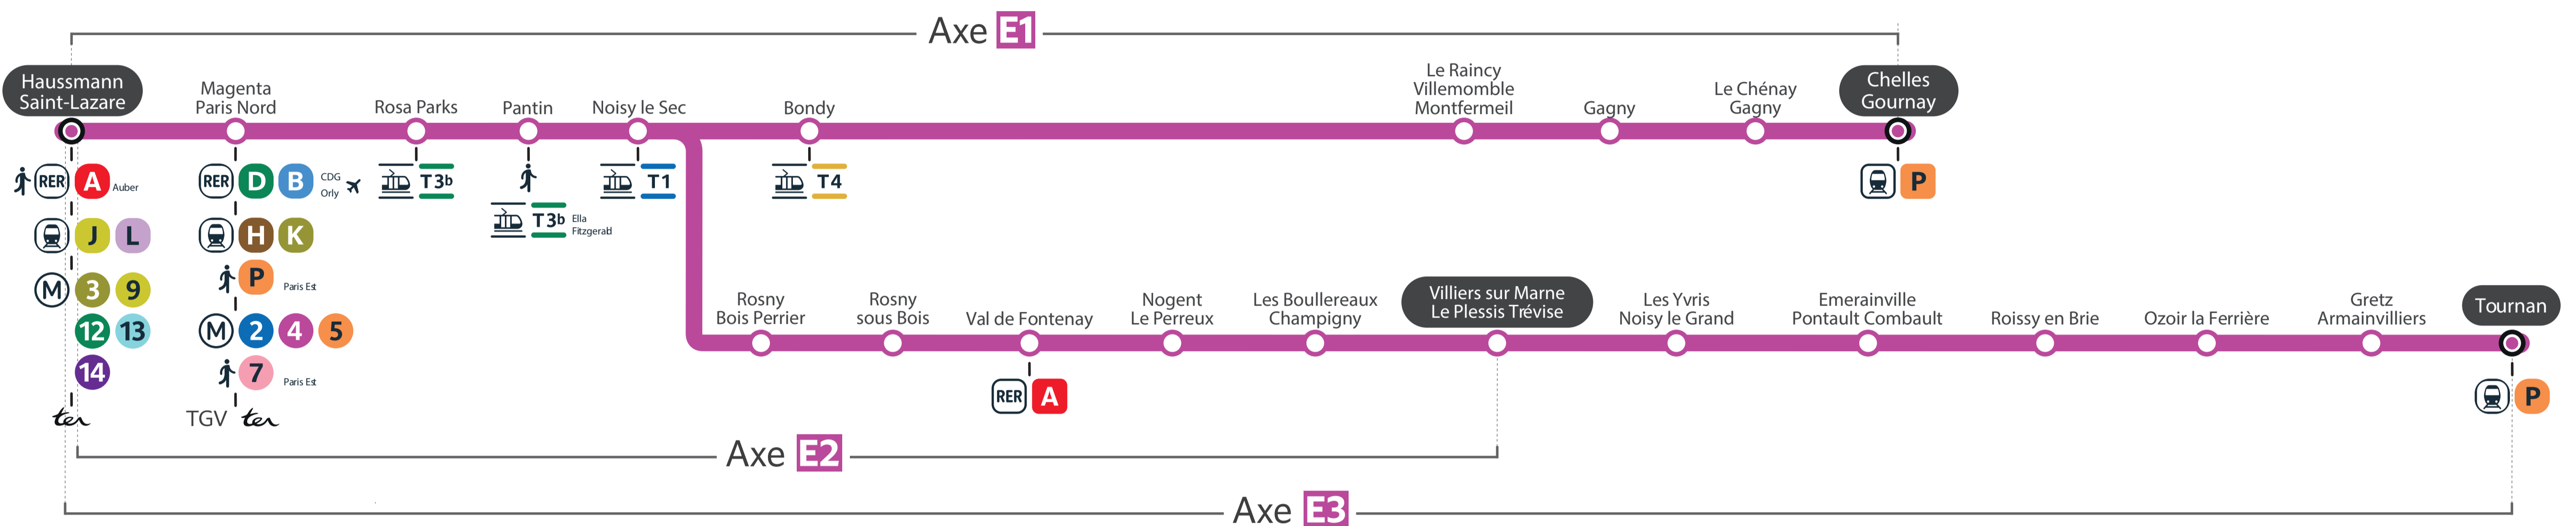 Axe E1
Haussmann
Saint-Lazare
Magenta
Paris Nord
Rosa Parks
Pantin
Noisy le Sec
Bondy
Le Raincy
Villemomble
Montfermeil
Gagny
Le Chénay
Gagny
Chelles
Gournay
RER A Auber
J L
M 3 9
12 13
14
ter
RER D B CDG
Orly
H K
P Paris Est
M 2 4 5
7 Paris Est
TGV ter
T3b
T3b Ella
Fitzgerald
T1
T4
P
Rosny
Bois Perrier
Rosny
sous Bois
Val de Fontenay
Nogent
Le Perreux
Les Boullereaux
Champigny
Villiers sur Marne
Le Plessis Trévise
Les Yvris
Noisy le Grand
Emerainville
Pontault Combault
Roissy en Brie
Ozoir la Ferrière
Gretz
Armainvilliers
Tournan
RER A
P
Axe E2
Axe E3